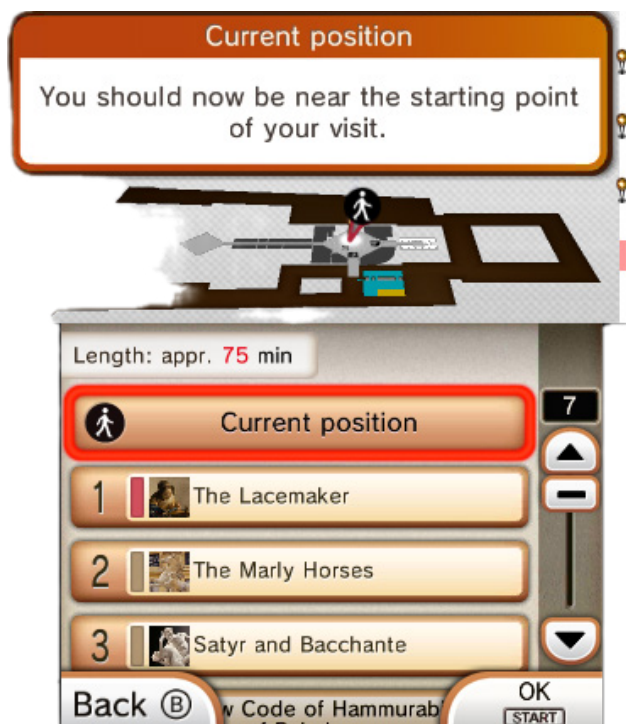 Current position
You should now be near the starting point
of your visit.
Length: appr. 75 min
7
Current position
1 The Lacemaker
2 The Marly Horses
3 Satyr and Bacchante
Code of Hammurab
Back B
OK
START